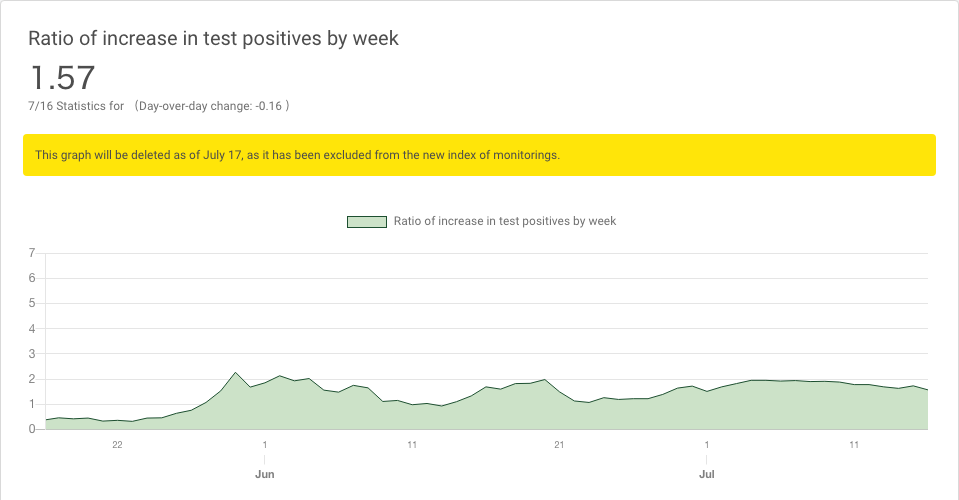 Ratio of increase in test positives by week
1.57
7/16 Statistics for （Day-over-day change: -0.16 )
This graph will be deleted as of July 17, as it has been excluded from the new index of monitorings.
Ratio of increase in test positives by week
7
6
5
4
3
2
1
0
22 1 11 21 1 11
Jun Jul